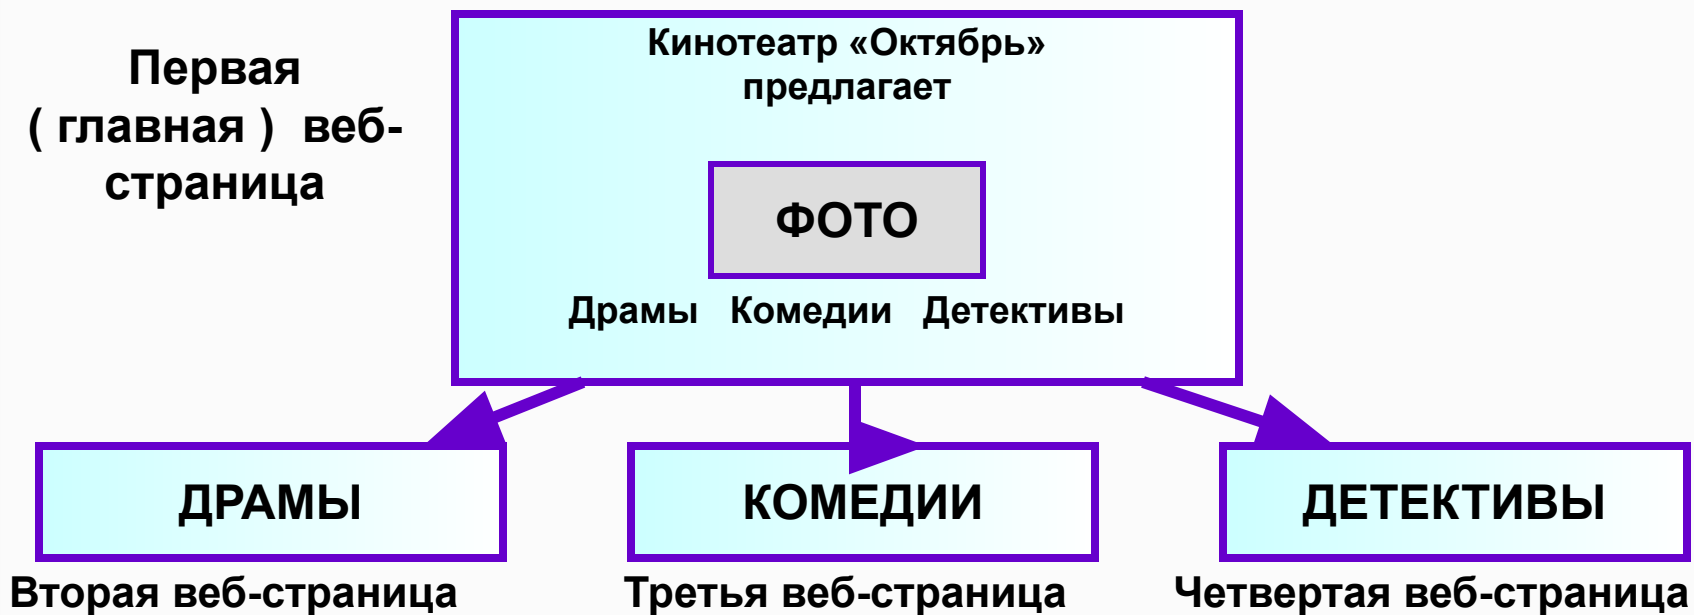 Первая
( главная ) веб-
страница
Кинотеатр «Октябрь»
предлагает
ФОТО
Драмы Комедии Детективы
ДРАМЫ
КОМЕДИИ
ДЕТЕКТИВЫ
Вторая веб-страница
Третья веб-страница
Четвертая веб-страница